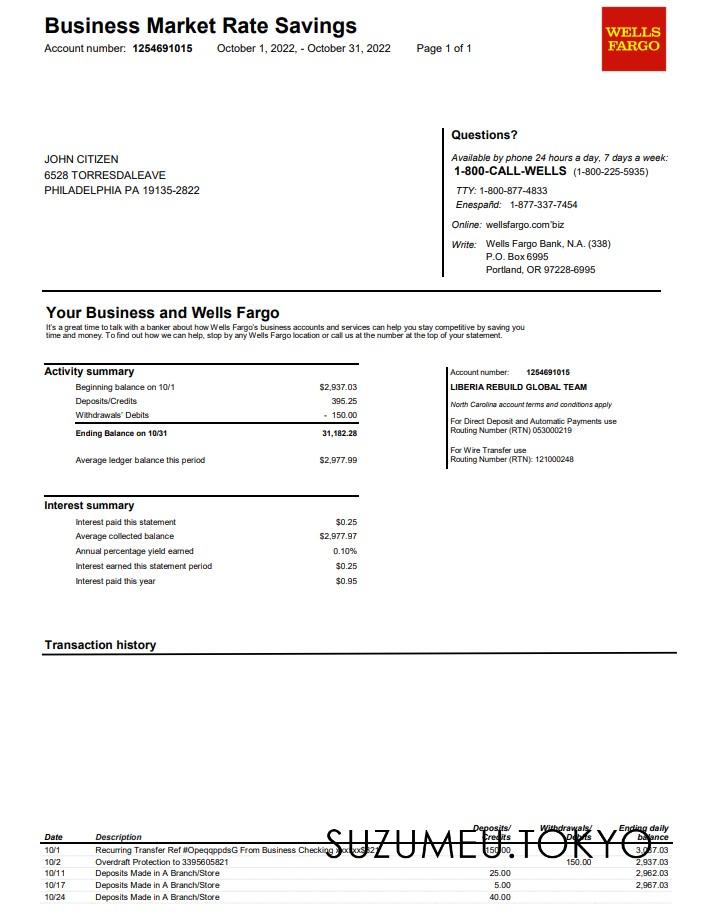 Business Market Rate Savings
Account number: 1254691015 October 1, 2022, - October 31, 2022 Page 1 of 1
WELLS
FARGO
JOHN CITIZEN
6528 TORRESDALEAVE
PHILADELPHIA PA 19135-2822
Questions?
Available by phone 24 hours a day, 7 days a week:
1-800-CALL-WELLS (1-800-225-5935)
TTY: 1-800-877-4833
Enespañd: 1-877-337-7454
Online: wellsfargo.com'biz
Write: Wells Fargo Bank, N.A. (338)
P.O. Box 6995
Portland, OR 97228-6995
Your Business and Wells Fargo
It's a great time to talk with a banker about how Wells Fargo's business accounts and services can help you stay competitive by saving you
time and money. To find out how we can help, stop by any Wells Fargo location or call us at the number at the top of your statement.
Activity summary
Beginning balance on 10/1 $2,937.03
Deposits/Credits 395.25
Withdrawals' Debits - 150.00
Ending Balance on 10/31 31,182.28
Average ledger balance this period $2,977.99
Account number: 1254691015
LIBERIA REBUILD GLOBAL TEAM
North Carolina account terms and conditions apply
For Direct Deposit and Automatic Payments use
Routing Number (RTN) 053000219
For Wire Transfer use
Routing Number (RTN): 121000248
Interest summary
Interest paid this statement $0.25
Average collected balance $2,977.97
Annual percentage yield earned 0.10%
Interest earned this statement period $0.25
Interest paid this year $0.95
Transaction history
Deposits/ Withdrawals/ Ending daily
Date Description Credits Debits balance
SUZUMEU.TOKYO
10/1 Recurring Transfer Ref #OpeqqppdsG From Business Checking 150.00
10/2 Overdraft Protection to 3395605821 150.00 2,937.03
10/11 Deposits Made in A Branch/Store 25.00 2,962.03
10/17 Deposits Made in A Branch/Store 5.00 2,967.03
10/24 Deposits Made in A Branch/Store 40.00